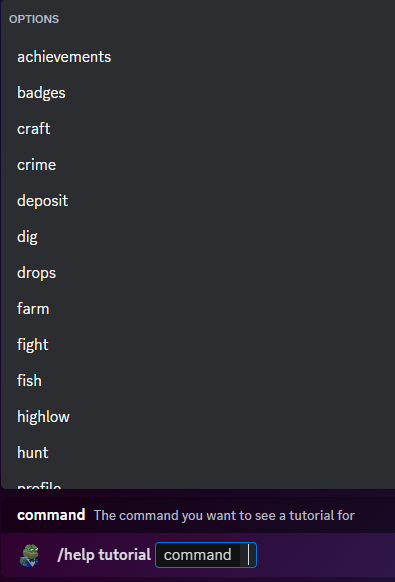 OPTIONS
achievements
badges
craft
crime
deposit
dig
drops
farm
fight
fish
highlow
hunt
profile
command The command you want to see a tutorial for
/help tutorial command